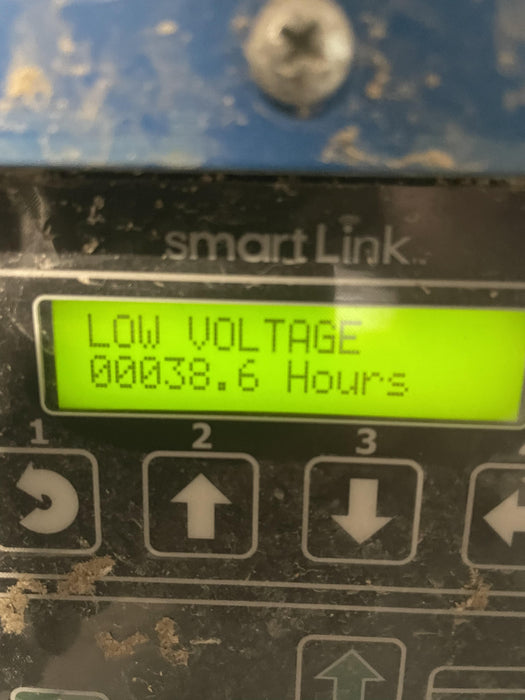 smartLink
LOW VOLTAGE
00038.6 Hours
1 2 3